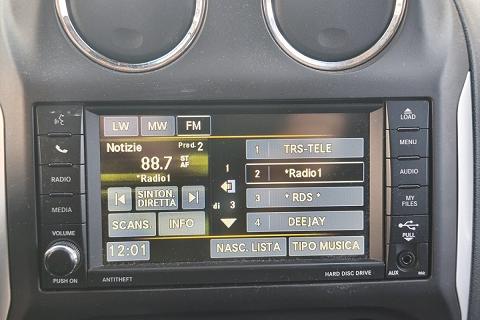 LOAD
LW MW FM
MENU
Notizie Pred. 2
88.7 ST AF
*Radio1
1 TRS-TELE
2 *Radio1
3 * RDS *
4 DEEJAY
1
di 3
SINTON. DIRETTA
SCANS. INFO
12:01
NASC. LISTA TIPO MUSICA
RADIO
MEDIA
VOLUME
PUSH ON
AUDIO
MY FILES
PULL
AUX
ANTITHEFT
HARD DISC DRIVE